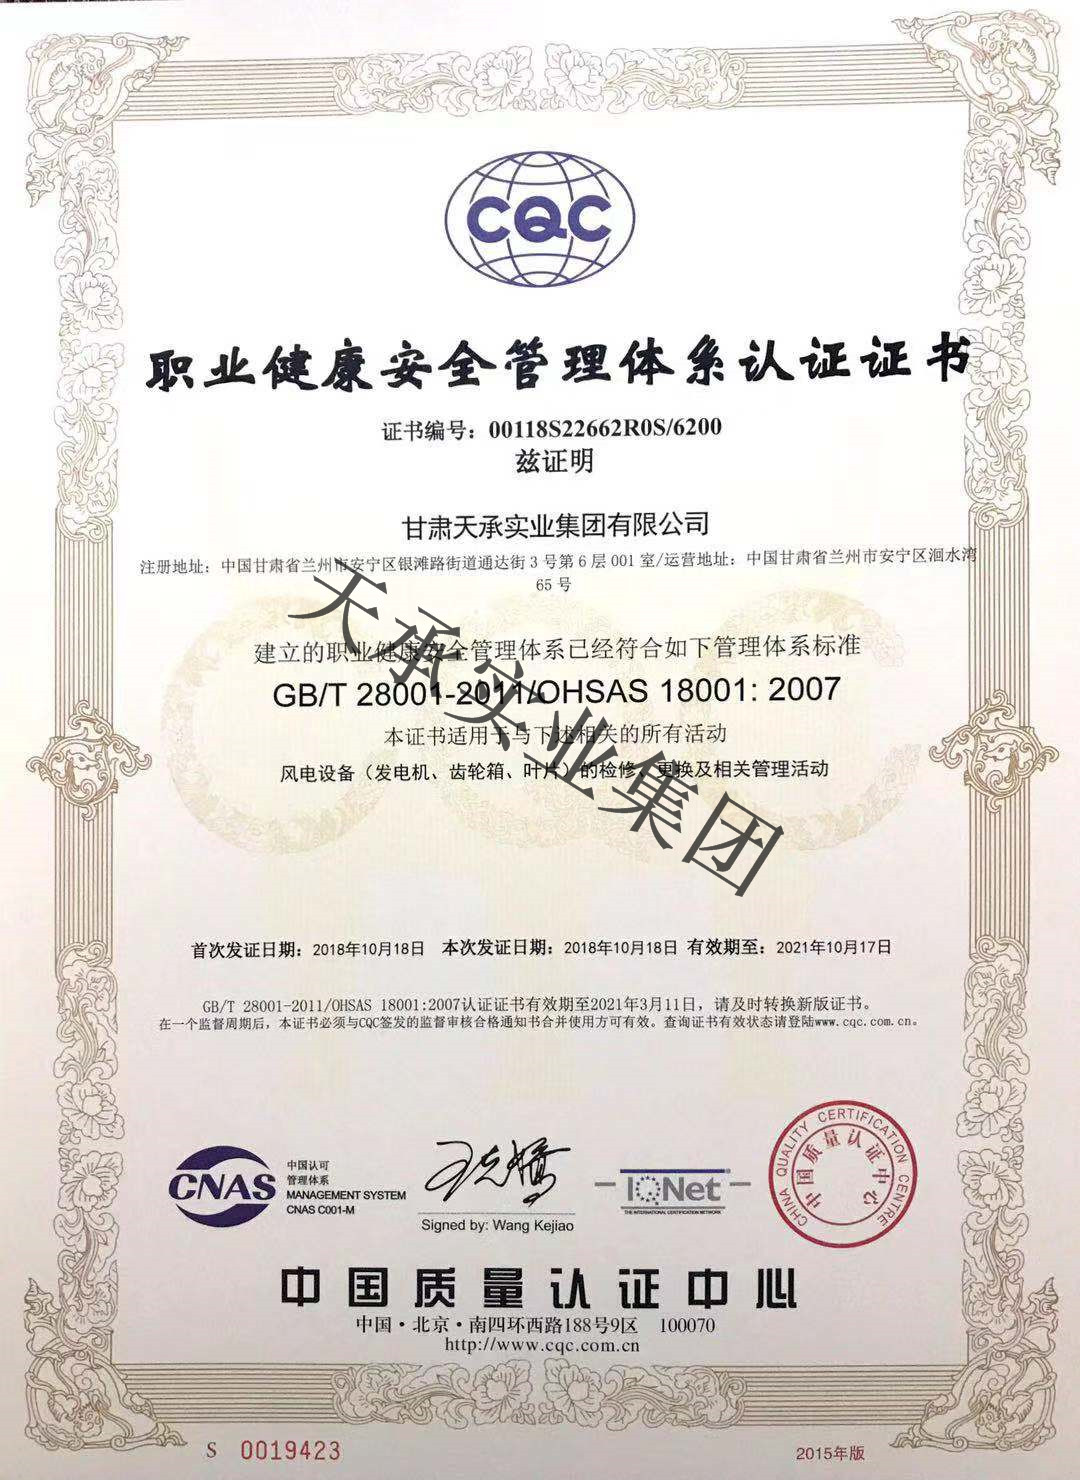 CQC
职业健康安全管理体系认证证书
证书编号：00118S22662R0S/6200
兹证明
甘肃天承实业集团有限公司
注册地址：中国甘肃省兰州市安宁区银滩路街道通达街3号第6层001室/运营地址：中国甘肃省兰州市安宁区洄水湾
65号
建立的职业健康安全管理体系已经符合如下管理体系标准
GB/T 28001-2011/OHSAS 18001: 2007
本证书适用于与下述相关的所有活动
风电设备（发电机、齿轮箱、叶片）的检修、更换及相关管理活动
天承实业集团
首次发证日期：2018年10月18日 本次发证日期：2018年10月18日 有效期至：2021年10月17日
GB/T 28001-2011/OHSAS 18001:2007认证证书有效期至2021年3月11日，请及时转换新版证书。
在一个监督周期后，本证书必须与CQC签发的监督审核合格通知书合并使用方可有效。查询证书有效状态请登陆www.cqc.com.cn。
CNAS
中国认可
管理体系
MANAGEMENT SYSTEM
CNAS C001-M
王克娇
Signed by: Wang Kejiao
IQNet
THE INTERNATIONAL CERTIFICATION NETWORK
CHINA QUALITY CERTIFICATION CENTRE
中国质量认证中心
中国质量认证中心
中国·北京·南四环西路188号9区 100070
http://www.cqc.com.cn
S 0019423
2015年版